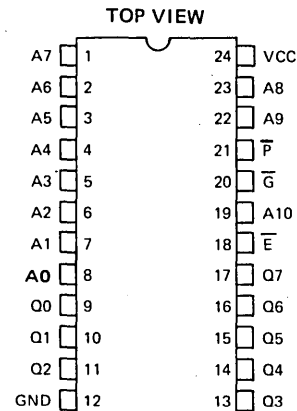 TOP VIEW
A7 1 24 VCC
A6 2 23 A8
A5 3 22 A9
A4 4 21 P̅
A3 5 20 G̅
A2 6 19 A10
A1 7 18 E̅
A0 8 17 Q7
Q0 9 16 Q6
Q1 10 15 Q5
Q2 11 14 Q4
GND 12 13 Q3